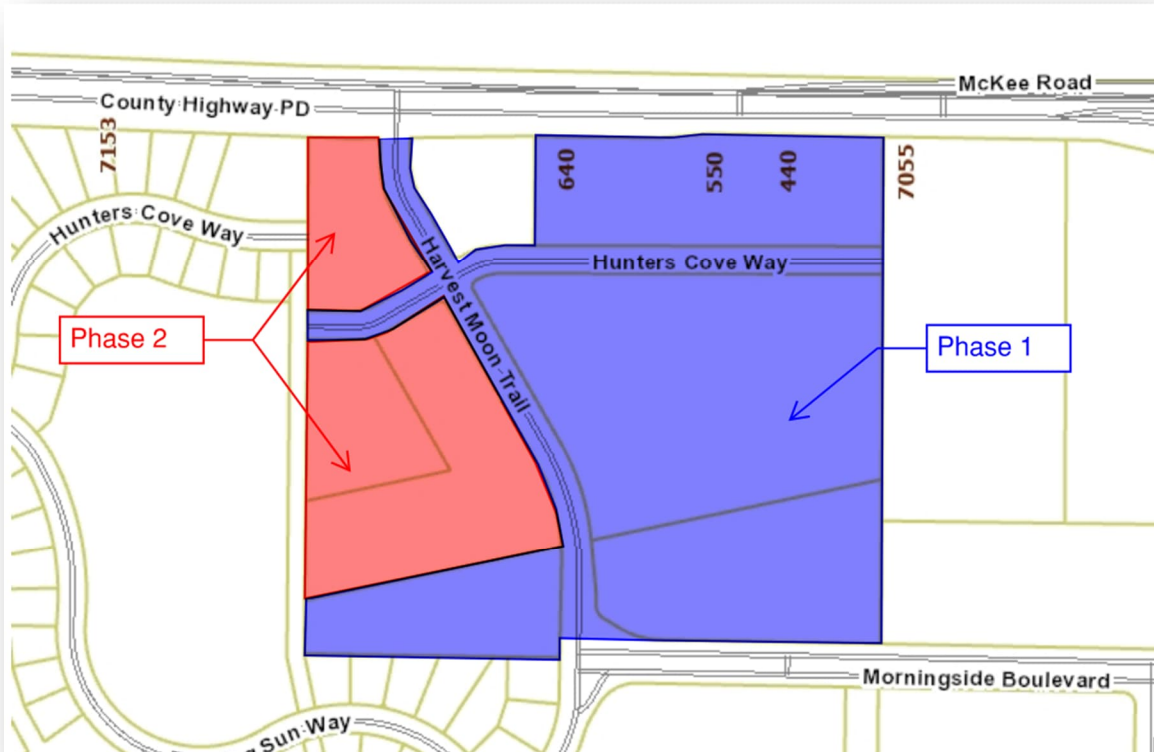 McKee Road
County Highway PD
7153
640
550
440
7055
Hunters Cove Way
Hunters Cove Way
Harvest Moon Trail
Phase 2
Phase 1
Morningside Boulevard
Sun Way